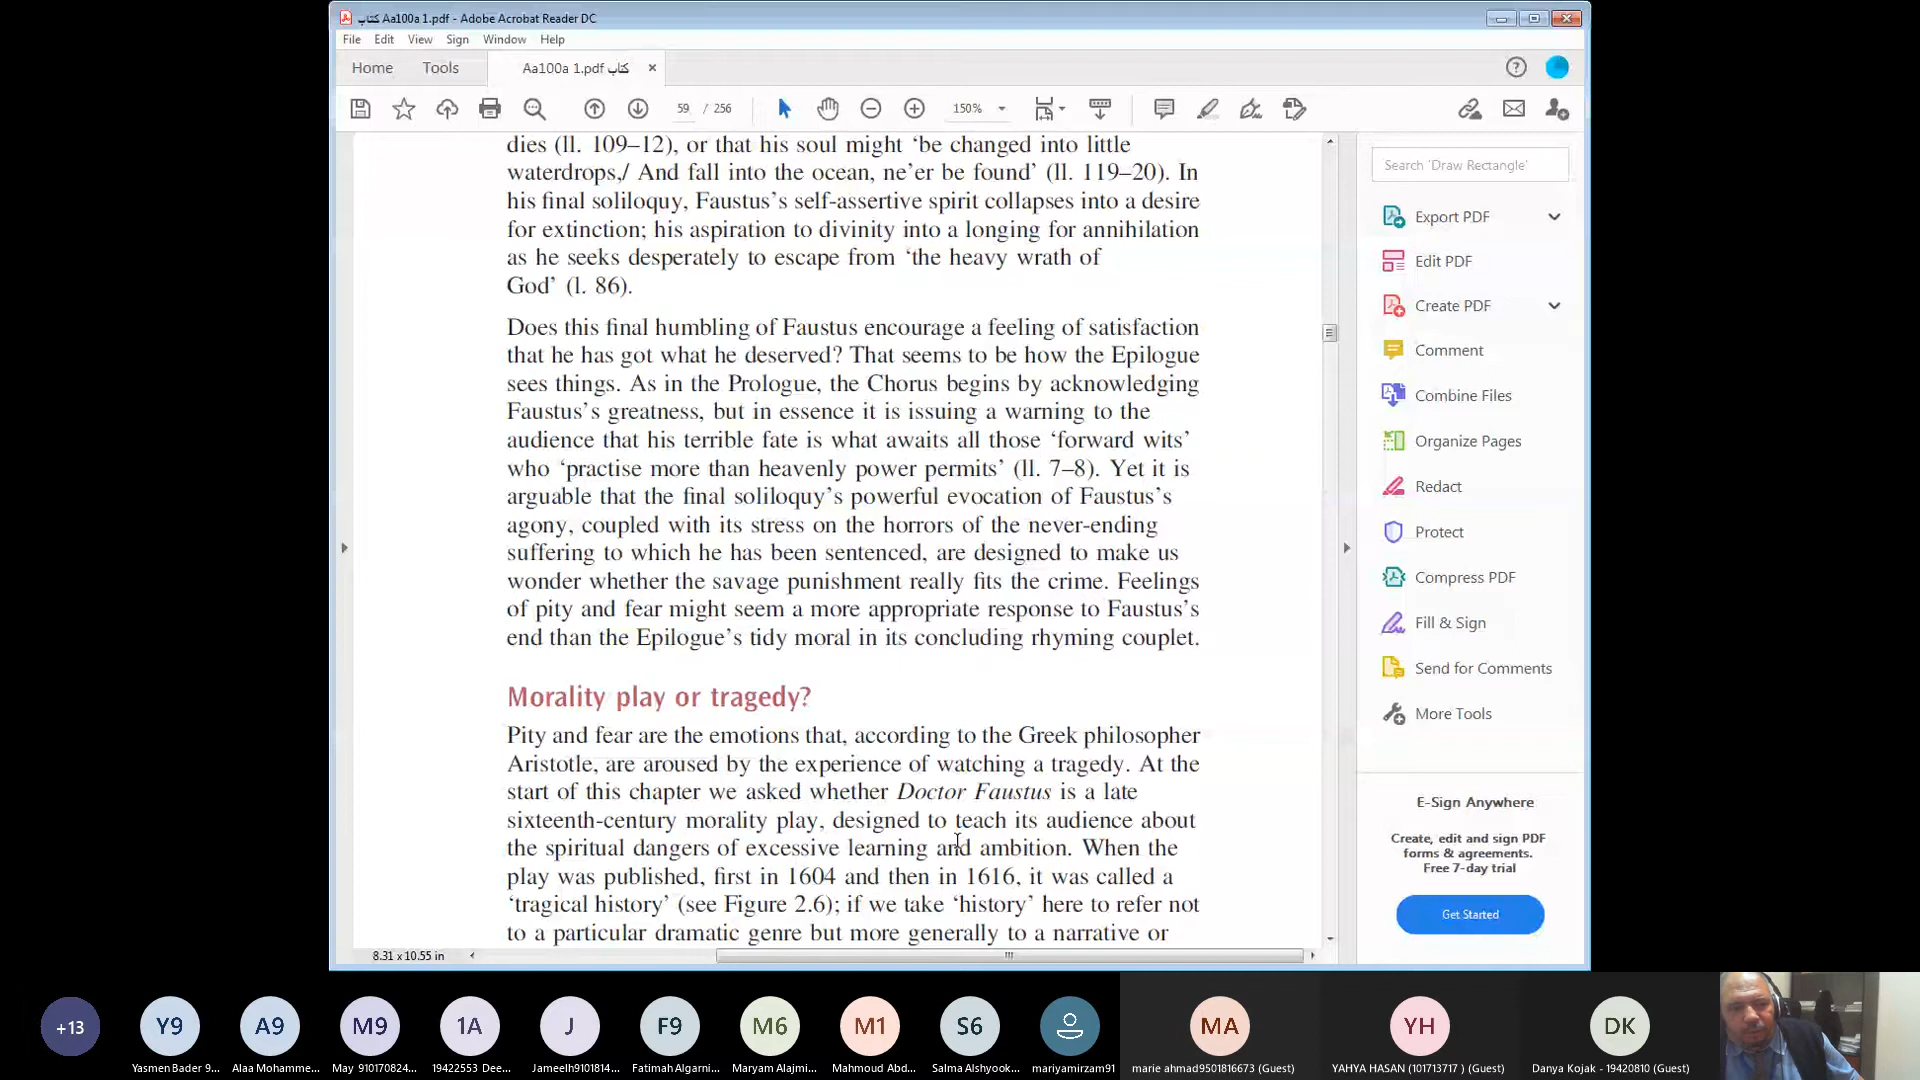 كتاب Aa100a 1.pdf - Adobe Acrobat Reader DC
File Edit View Sign Window Help
Home Tools Aa100a 1.pdf كتاب
59 / 256 150%
dies (ll. 109–12), or that his soul might ‘be changed into little
waterdrops,/ And fall into the ocean, ne’er be found’ (ll. 119–20). In
his final soliloquy, Faustus’s self-assertive spirit collapses into a desire
for extinction; his aspiration to divinity into a longing for annihilation
as he seeks desperately to escape from ‘the heavy wrath of
God’ (l. 86).
Does this final humbling of Faustus encourage a feeling of satisfaction
that he has got what he deserved? That seems to be how the Epilogue
sees things. As in the Prologue, the Chorus begins by acknowledging
Faustus’s greatness, but in essence it is issuing a warning to the
audience that his terrible fate is what awaits all those ‘forward wits’
who ‘practise more than heavenly power permits’ (ll. 7–8). Yet it is
arguable that the final soliloquy’s powerful evocation of Faustus’s
agony, coupled with its stress on the horrors of the never-ending
suffering to which he has been sentenced, are designed to make us
wonder whether the savage punishment really fits the crime. Feelings
of pity and fear might seem a more appropriate response to Faustus’s
end than the Epilogue’s tidy moral in its concluding rhyming couplet.
Morality play or tragedy?
Pity and fear are the emotions that, according to the Greek philosopher
Aristotle, are aroused by the experience of watching a tragedy. At the
start of this chapter we asked whether Doctor Faustus is a late
sixteenth-century morality play, designed to teach its audience about
the spiritual dangers of excessive learning and ambition. When the
play was published, first in 1604 and then in 1616, it was called a
‘tragical history’ (see Figure 2.6); if we take ‘history’ here to refer not
to a particular dramatic genre but more generally to a narrative or
8.31 x 10.55 in
Search 'Draw Rectangle'
Export PDF
Edit PDF
Create PDF
Comment
Combine Files
Organize Pages
Redact
Protect
Compress PDF
Fill & Sign
Send for Comments
More Tools
E-Sign Anywhere
Create, edit and sign PDF
forms & agreements.
Free 7-day trial
Get Started
+13 Y9 A9 M9 1A J F9 M6 M1 S6 MA YH DK
Yasmen Bader 9... Alaa Mohamme... May 910170824... 19422553 Dee... Jameelh9101814... Fatimah Algarni... Maryam Alajmi... Mahmoud Abd... Salma Alshyook... mariyamirzam91 marie ahmad9501816673 (Guest) YAHYA HASAN (101713717 ) (Guest) Danya Kojak - 19420810 (Guest)